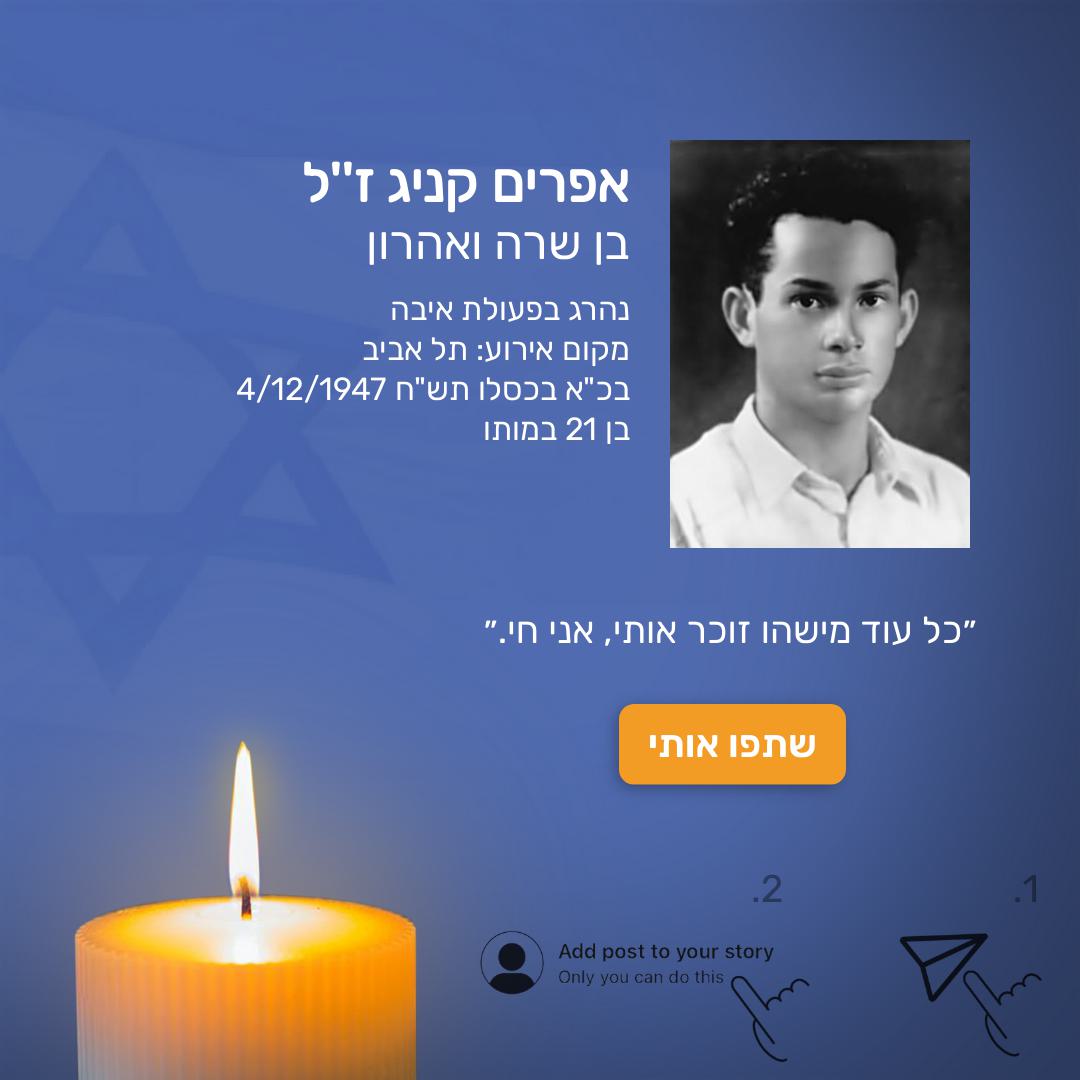 אפרים קניג ז"ל
בן שרה ואהרון
נהרג בפעולת איבה
מקום אירוע: תל אביב
בכ"א בכסלו תש"ח 4/12/1947
בן 21 במותו
״כל עוד מישהו זוכר אותי, אני חי.״
שתפו אותי
1.
2.
Add post to your story
Only you can do this